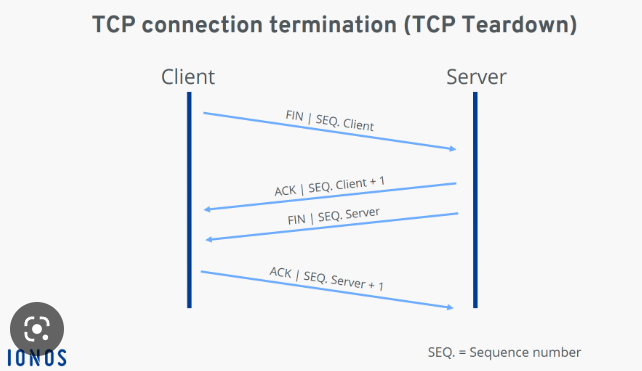 TCP connection termination (TCP Teardown)
Client
Server
FIN | SEQ. Client
ACK | SEQ. Client + 1
FIN | SEQ. Server
ACK | SEQ. Server + 1
IONOS
SEQ. = Sequence number